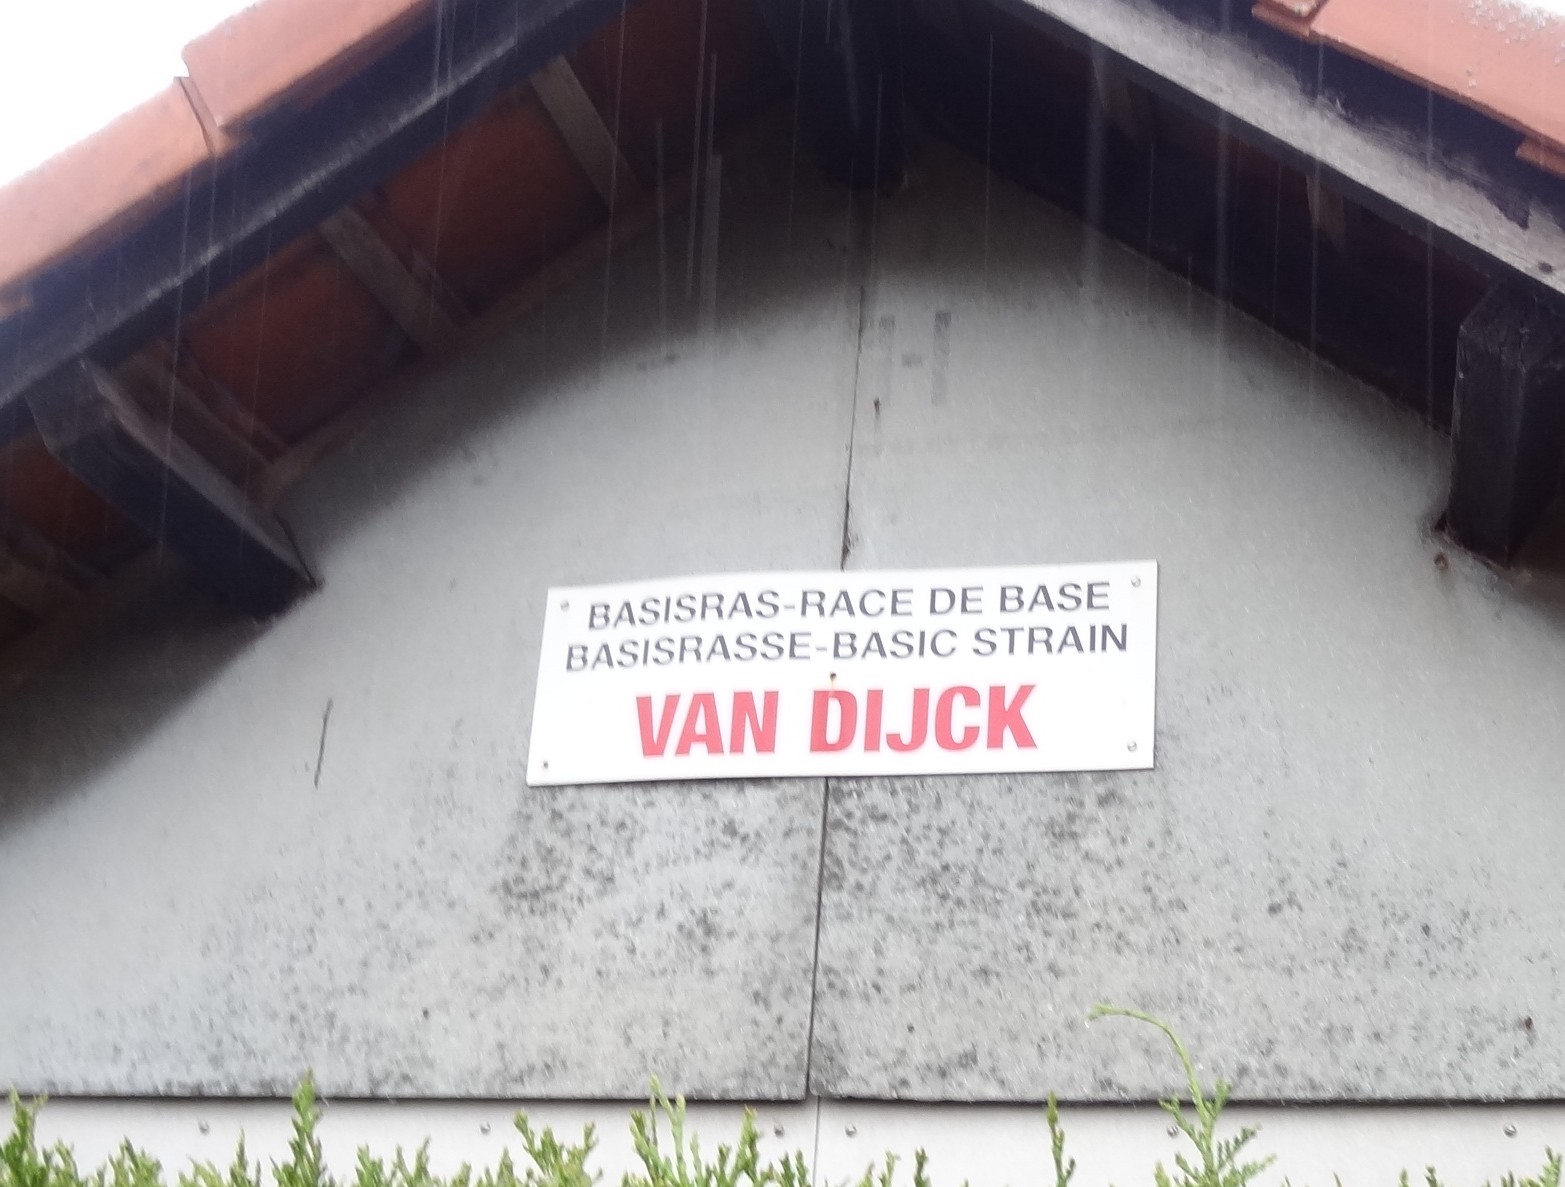 BASISRAS-RACE DE BASE
BASISRASSE-BASIC STRAIN
VAN DIJCK